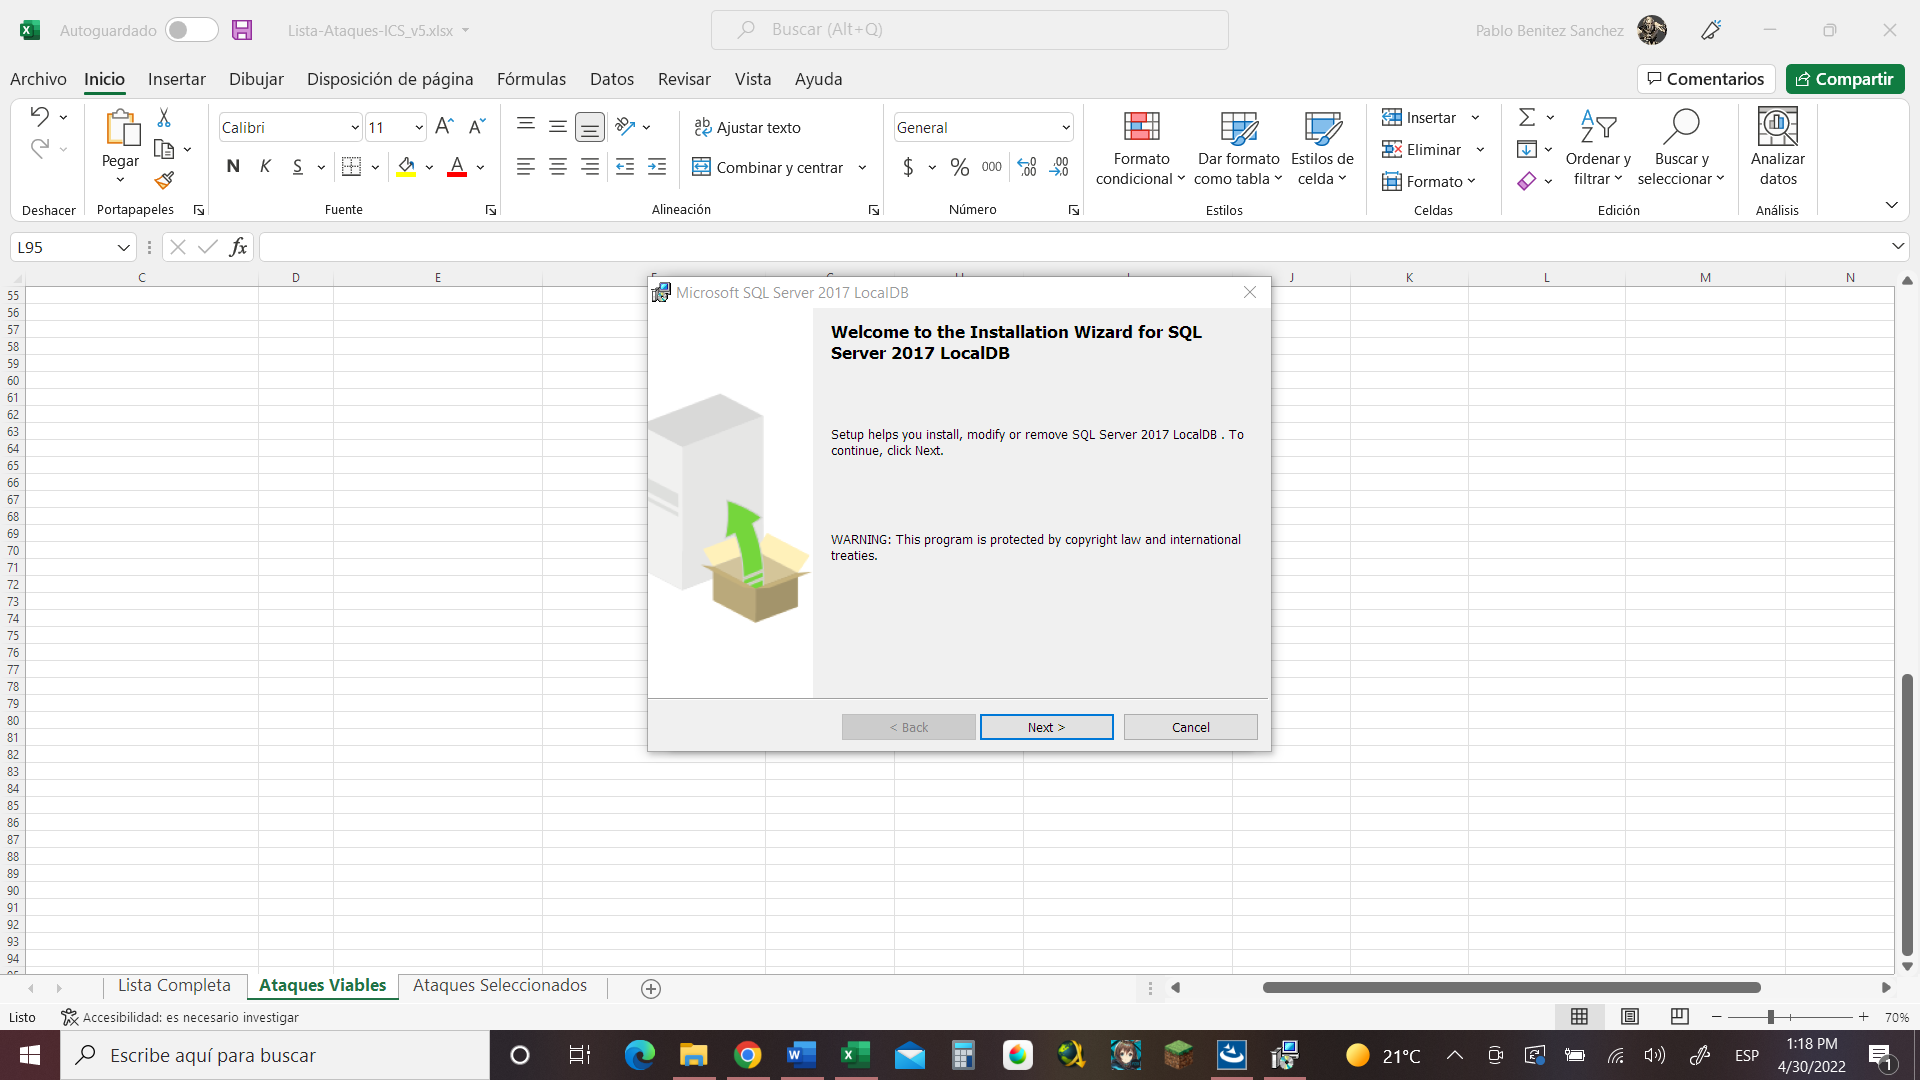 Autoguardado
Lista-Ataques-ICS_v5.xlsx
Buscar (Alt+Q)
Pablo Benitez Sanchez
Archivo Inicio Insertar Dibujar Disposición de página Fórmulas Datos Revisar Vista Ayuda
Comentarios
Compartir
Pegar
Calibri
11
N K S
Ajustar texto
Combinar y centrar
General
$ % 000
Formato condicional
Dar formato como tabla
Estilos de celda
Insertar
Eliminar
Formato
Ordenar y filtrar
Buscar y seleccionar
Analizar datos
Deshacer
Portapapeles
Fuente
Alineación
Número
Estilos
Celdas
Edición
Análisis
L95
fx
C D E J K L M N
55
56
57
58
59
60
61
62
63
64
65
66
67
68
69
70
71
72
73
74
75
76
77
78
79
80
81
82
83
84
85
86
87
88
89
90
91
92
93
94
Microsoft SQL Server 2017 LocalDB
Welcome to the Installation Wizard for SQL
Server 2017 LocalDB
Setup helps you install, modify or remove SQL Server 2017 LocalDB . To
continue, click Next.
WARNING: This program is protected by copyright law and international
treaties.
< Back
Next >
Cancel
Lista Completa
Ataques Viables
Ataques Seleccionados
Listo
Accesibilidad: es necesario investigar
70%
Escribe aquí para buscar
21°C
ESP
1:18 PM
4/30/2022
1